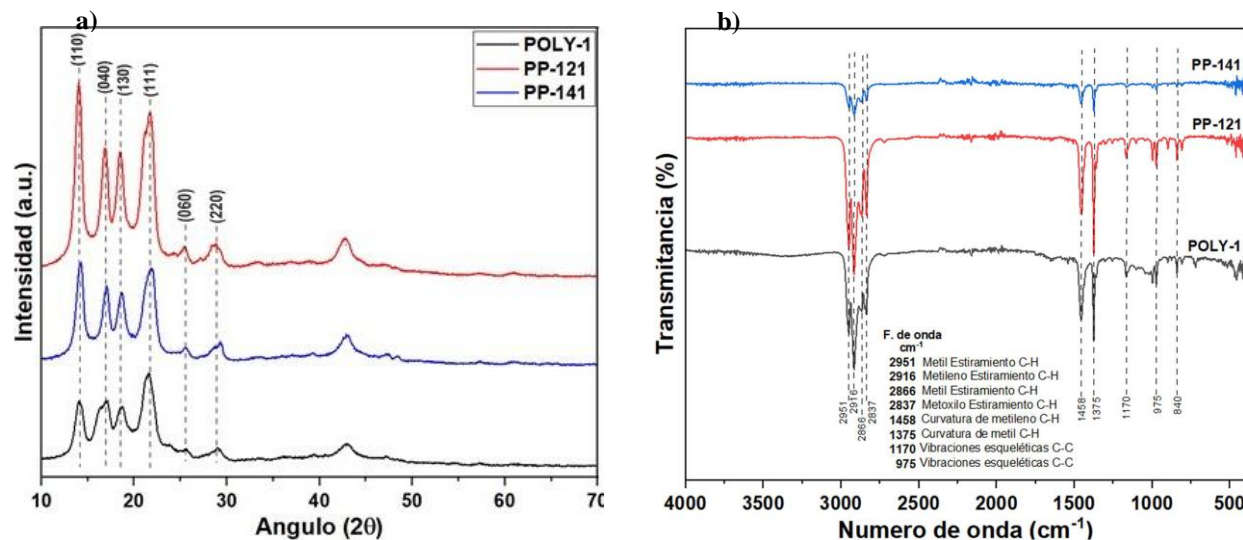 a)
(110)
(040)
(130)
(111)
(060)
(220)
POLY-1
PP-121
PP-141
Intensidad (a.u.)
10 20 30 40 50 60 70
Angulo (2θ)
b)
PP-141
PP-121
POLY-1
Transmitancia (%)
F. de onda
cm-1
2951 Metil Estiramiento C-H
2916 Metileno Estiramiento C-H
2866 Metil Estiramiento C-H
2837 Metoxilo Estiramiento C-H
1458 Curvatura de metileno C-H
1375 Curvatura de metil C-H
1170 Vibraciones esqueléticas C-C
975 Vibraciones esqueléticas C-C
2951
2916
2866
2837
1458
1375
1170
975
840
4000 3500 3000 2500 2000 1500 1000 500
Numero de onda (cm-1)